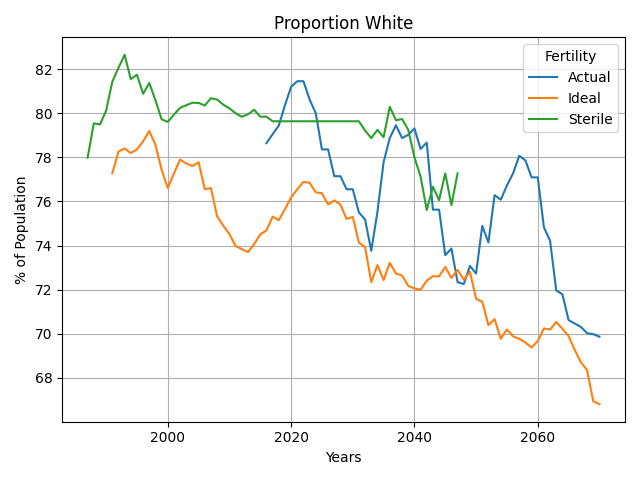 Proportion White
Fertility
Actual
Ideal
Sterile
% of Population
82
80
78
76
74
72
70
68
2000
2020
2040
2060
Years